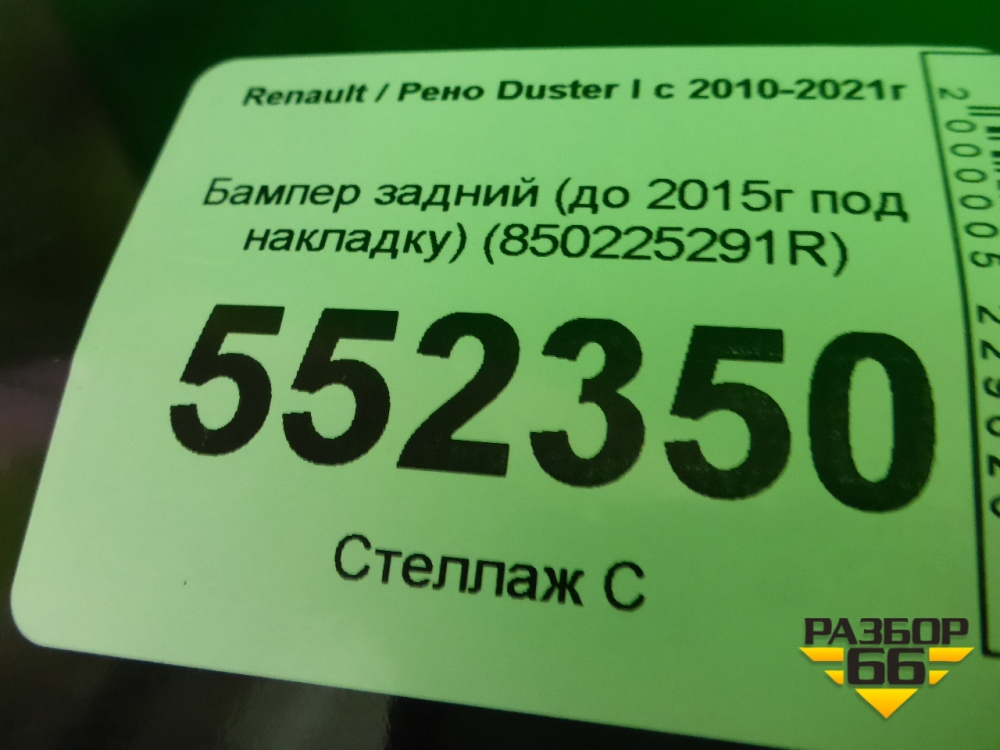 Renault / Рено Duster I с 2010-2021г
Бампер задний (до 2015г под
накладку) (850225291R)
552350
Стеллаж С
РАЗБОР
66